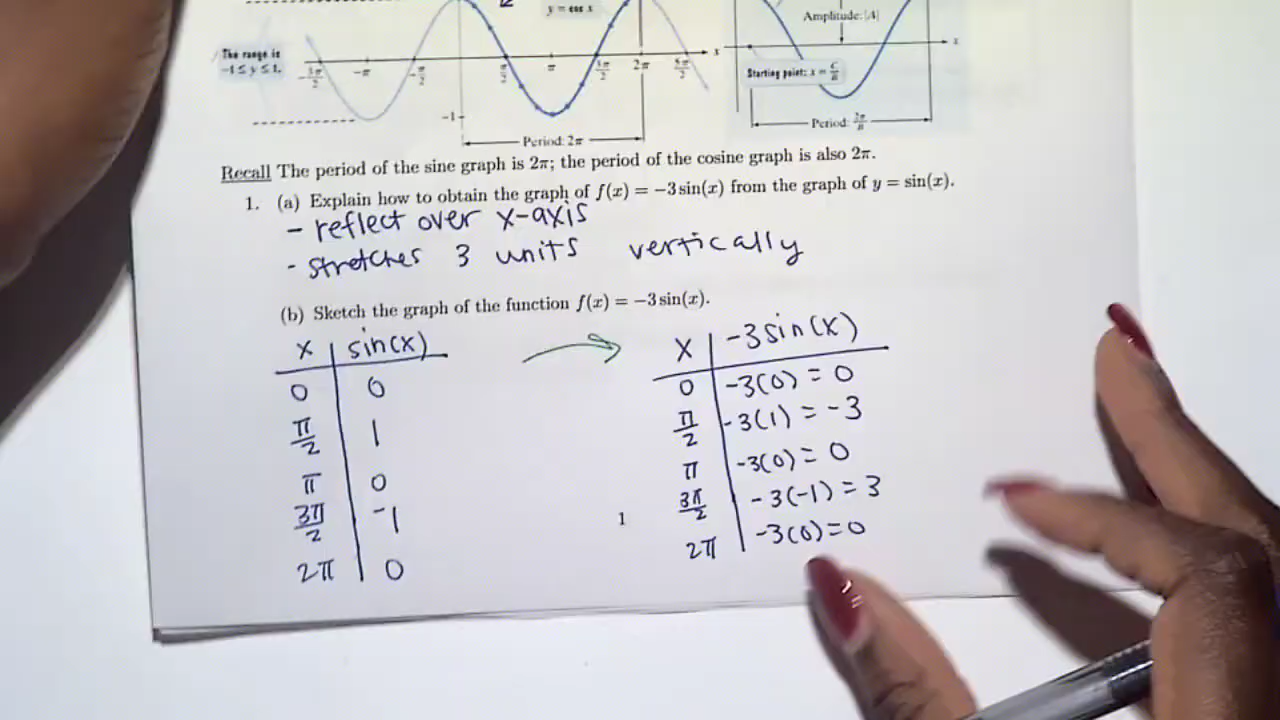 y = cos x
Amplitude: |A|
The range is
−1 ≤ y ≤ 1.
−3π/2 −π −π/2 π/2 π 3π/2 2π 5π/2 x
x
Starting point: x = C/B
−1
Period: 2π
Period: 2π/B
Recall The period of the sine graph is 2π; the period of the cosine graph is also 2π.
1. (a) Explain how to obtain the graph of f(x) = −3 sin(x) from the graph of y = sin(x).
- reflect over x-axis
- stretches 3 units vertically
(b) Sketch the graph of the function f(x) = −3 sin(x).
x | sin(x)
0 | 0
π/2 | 1
π | 0
3π/2 | -1
2π | 0
x | -3sin(x)
0 | -3(0) = 0
π/2 | -3(1) = -3
π | -3(0) = 0
3π/2 | -3(-1) = 3
2π | -3(0) = 0
1